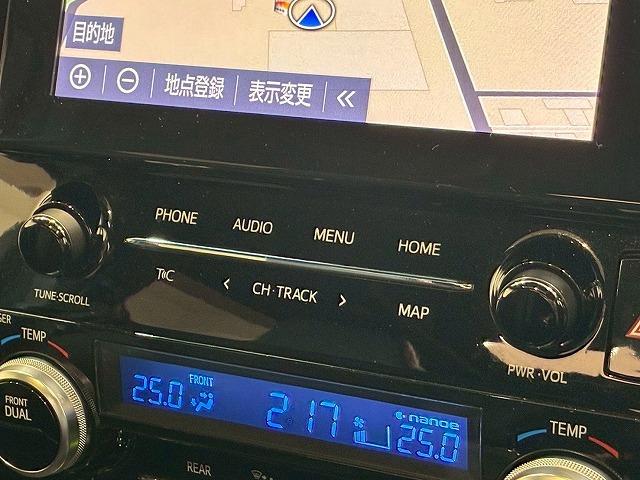 目的地
地点登録 表示変更 «
PHONE AUDIO MENU HOME
TUNE·SCROLL
< CH·TRACK > MAP
PWR·VOL
TEMP
FRONT
DUAL
25.0 FRONT 2:17 nanoe 25.0
TEMP
REAR